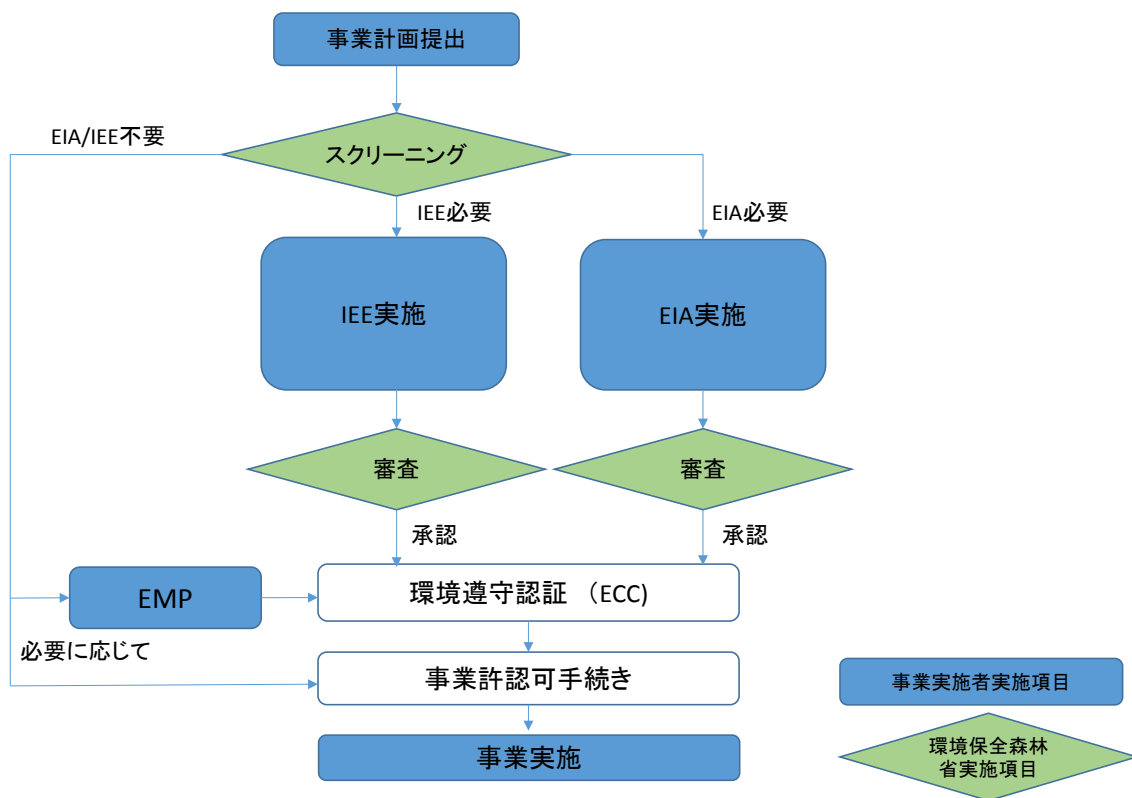 事業計画提出
EIA/IEE不要
スクリーニング
IEE必要
EIA必要
IEE実施
EIA実施
審査
審査
承認
承認
EMP
環境遵守認証 （ECC)
必要に応じて
事業許認可手続き
事業実施者実施項目
事業実施
環境保全森林
省実施項目